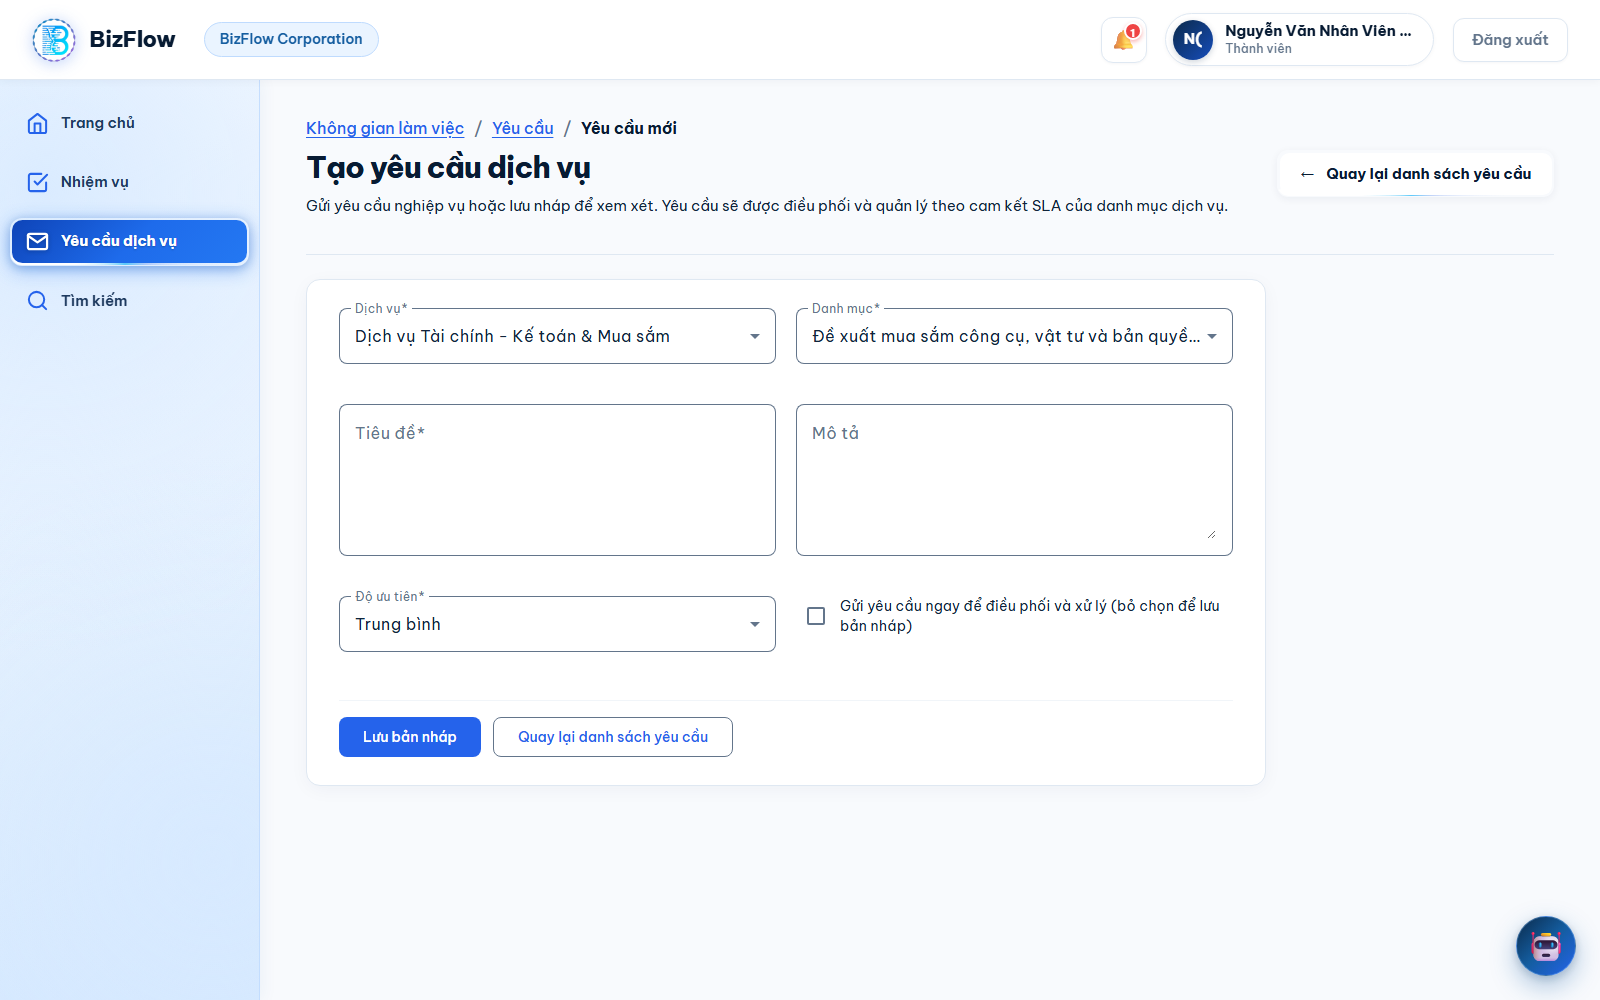 BizFlow
BizFlow Corporation
1
N(
Nguyễn Văn Nhân Viên ...
Thành viên
Đăng xuất
Trang chủ
Nhiệm vụ
Yêu cầu dịch vụ
Tìm kiếm
Không gian làm việc / Yêu cầu / Yêu cầu mới
Tạo yêu cầu dịch vụ
Gửi yêu cầu nghiệp vụ hoặc lưu nháp để xem xét. Yêu cầu sẽ được điều phối và quản lý theo cam kết SLA của danh mục dịch vụ.
← Quay lại danh sách yêu cầu
Dịch vụ*
Dịch vụ Tài chính - Kế toán & Mua sắm
Danh mục*
Đề xuất mua sắm công cụ, vật tư và bản quyề...
Tiêu đề*
Mô tả
Độ ưu tiên*
Trung bình
Gửi yêu cầu ngay để điều phối và xử lý (bỏ chọn để lưu
bản nháp)
Lưu bản nháp
Quay lại danh sách yêu cầu